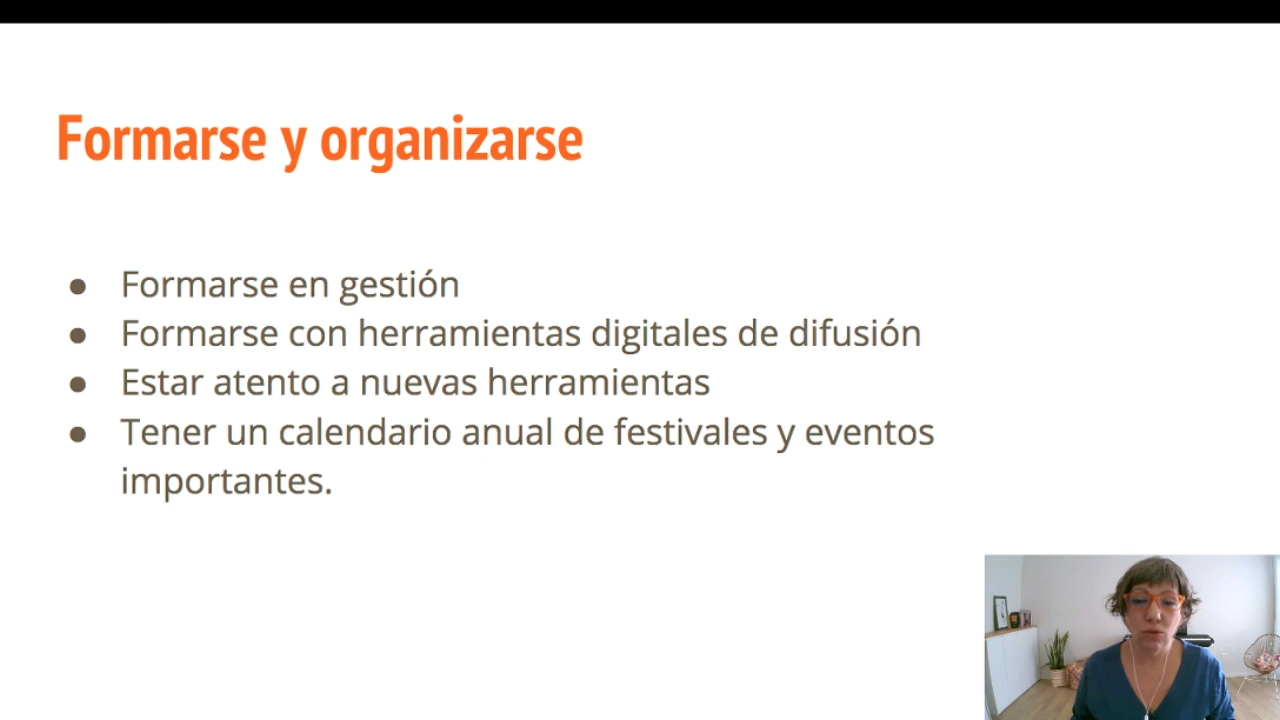 Formarse y organizarse
● Formarse en gestión
● Formarse con herramientas digitales de difusión
● Estar atento a nuevas herramientas
● Tener un calendario anual de festivales y eventos
importantes.